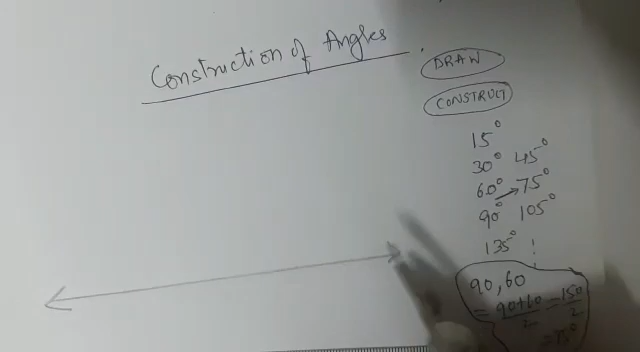 Construction of Angles.
DRAW
CONSTRUCT
15°
30° 45°
60° 75°
90° 105°
135° !
90, 60
= 90+60/2 = 150/2
= 75°